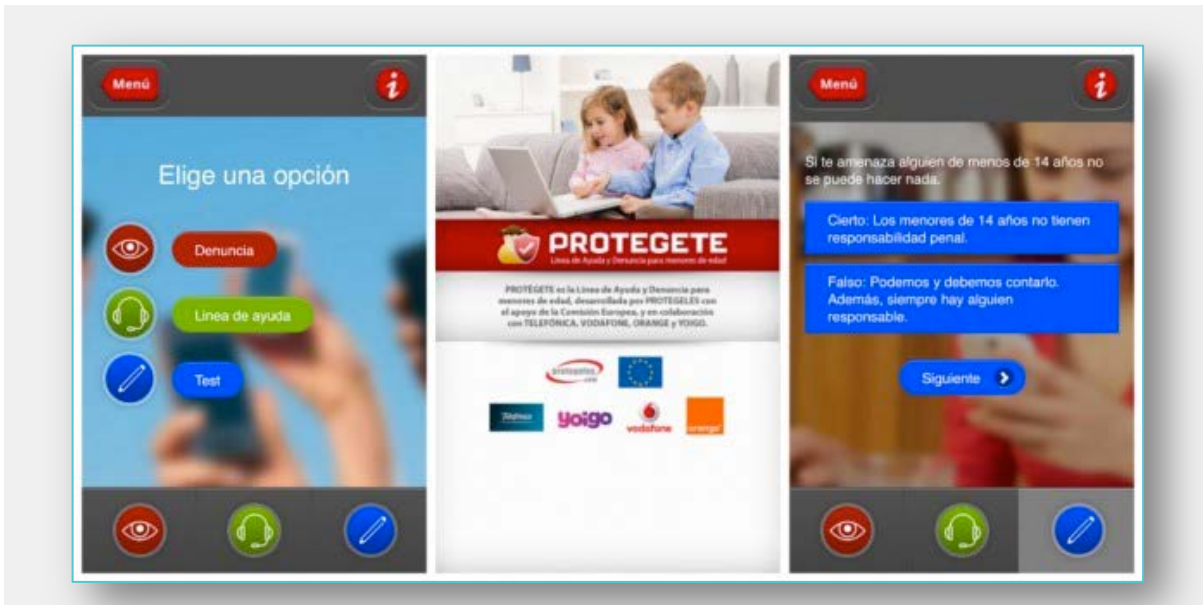 Menú
i
Elige una opción
Denuncia
Linea de ayuda
Test
PROTEGETE
Línea de Ayuda y Denuncia para menores de edad
PROTÉGETE es la Línea de Ayuda y Denuncia para
menores de edad, desarrollada por PROTEGELES con
el apoyo de la Comisión Europea, y en colaboración
con TELEFÓNICA, VODAFONE, ORANGE y YOIGO.
protegeles
.com
Telefónica
yoigo
vodafone
orange
Menú
i
Si te amenaza alguien de menos de 14 años no
se puede hacer nada.
Cierto: Los menores de 14 años no tienen
responsabilidad penal.
Falso: Podemos y debemos contarlo.
Además, siempre hay alguien
responsable.
Siguiente